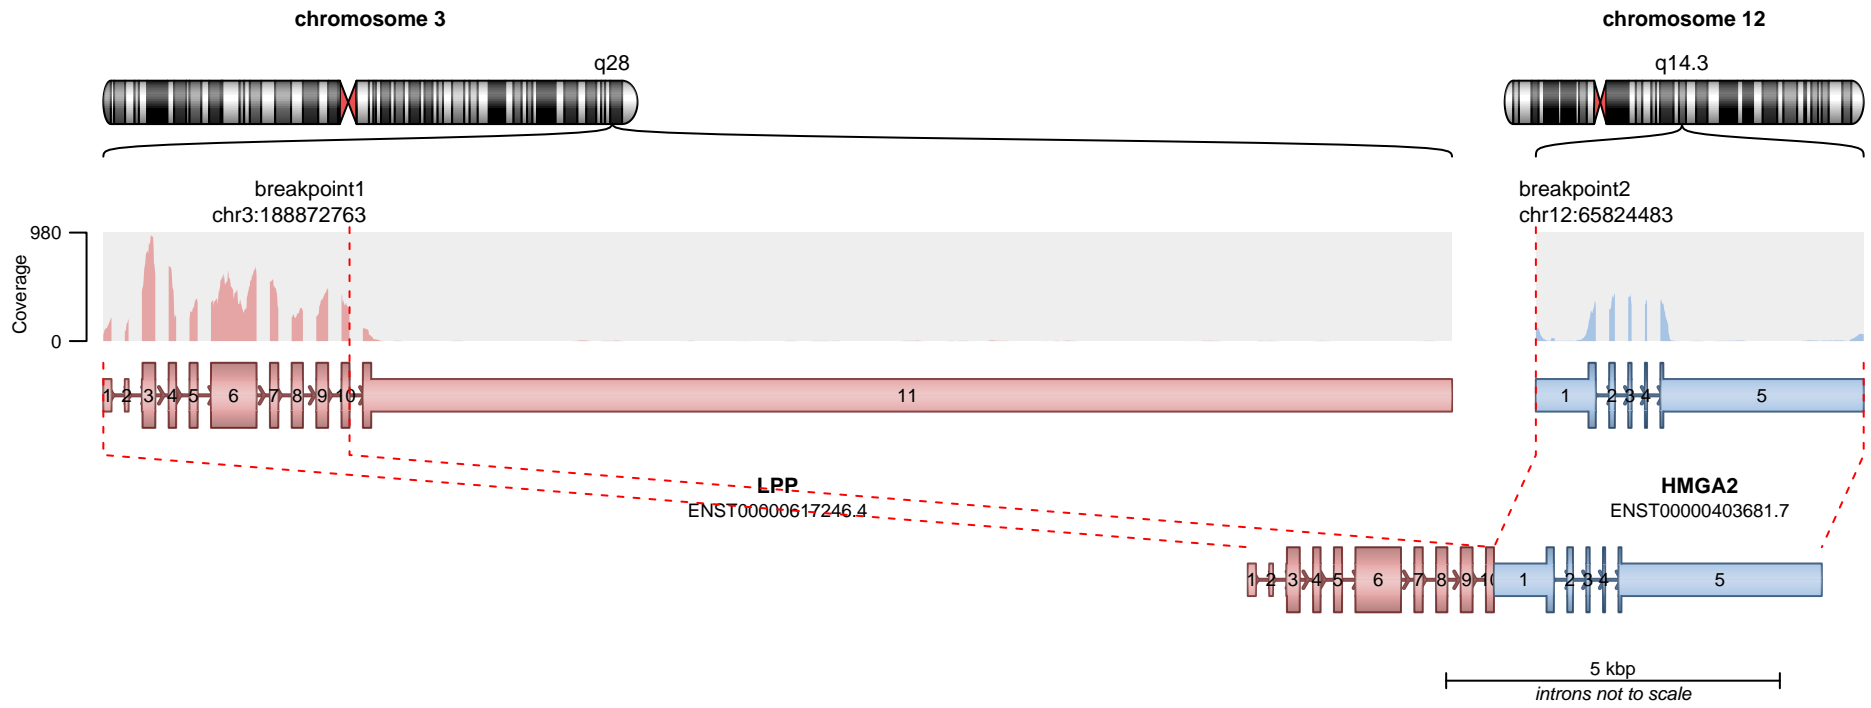 chromosome 3
chromosome 12
q28
q14.3
breakpoint1
chr3:188872763
breakpoint2
chr12:65824483
Coverage
980
0
1 2 3 4 5 6 7 8 9 10 11
1 2 3 4 5
LPP
ENST00000617246.4
HMGA2
ENST00000403681.7
1 2 3 4 5 6 7 8 9 10 1 2 3 4 5
5 kbp
introns not to scale